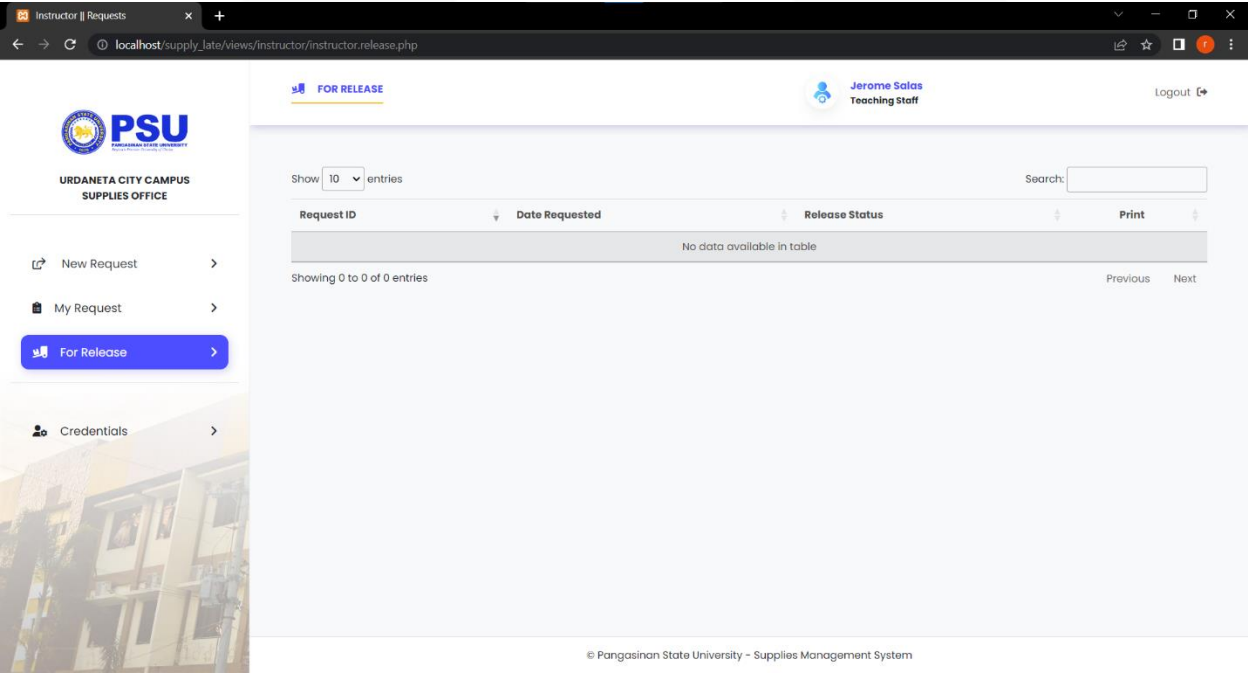 Instructor || Requests
localhost/supply_late/views/instructor/instructor.release.php
r
PSU
PANGASINAN STATE UNIVERSITY
URDANETA CITY CAMPUS
SUPPLIES OFFICE
New Request
My Request
For Release
Credentials
FOR RELEASE
Jerome Salas
Teaching Staff
Logout
Show 10 entries
Search:
Request ID Date Requested Release Status Print
No data available in table
Showing 0 to 0 of 0 entries
Previous Next
© Pangasinan State University - Supplies Management System